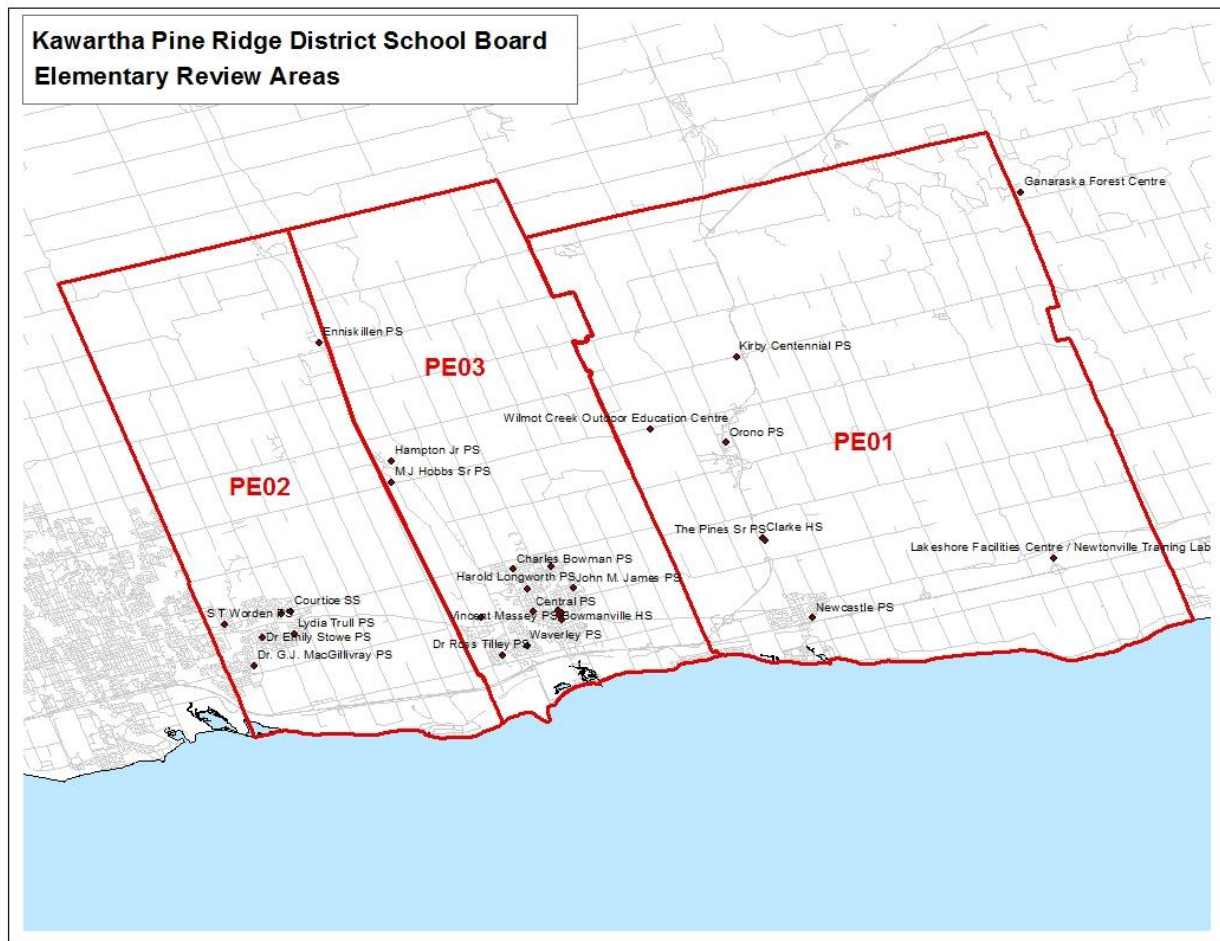 Kawartha Pine Ridge District School Board
Elementary Review Areas
Ganaraska Forest Centre
Enniskillen PS
Kirby Centennial PS
PE03
Wilmot Creek Outdoor Education Centre
Orono PS
PE01
Hampton Jr PS
M J Hobbs Sr PS
PE02
The Pines Sr PS
Clarke HS
Lakeshore Facilities Centre / Newtonville Training Lab
Charles Bowman PS
Harold Longworth PS
John M. James PS
Courtice SS
Central PS
S T Worden PS
Vincent Massey PS
Bowmanville HS
Newcastle PS
Lydia Trull PS
Dr Emily Stowe PS
Waverley PS
Dr Ross Tilley PS
Dr. G.J. MacGillivray PS